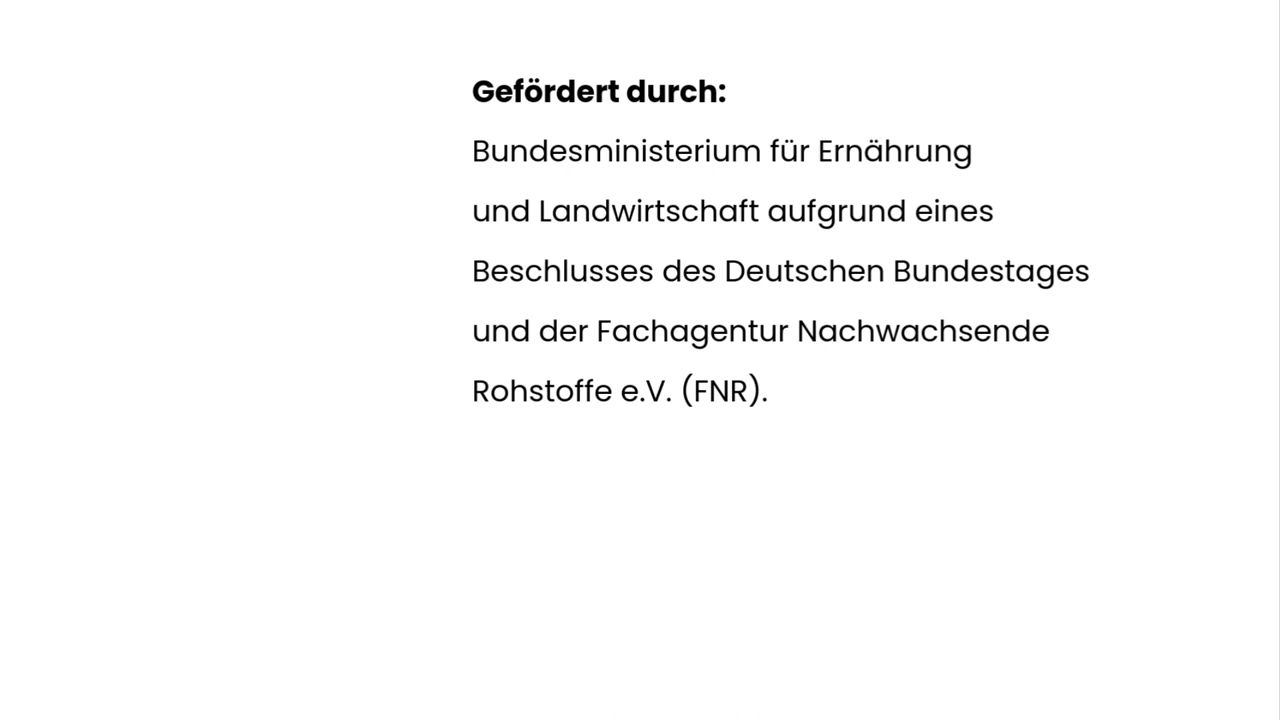 Gefördert durch:
Bundesministerium für Ernährung
und Landwirtschaft aufgrund eines
Beschlusses des Deutschen Bundestages
und der Fachagentur Nachwachsende
Rohstoffe e.V. (FNR).